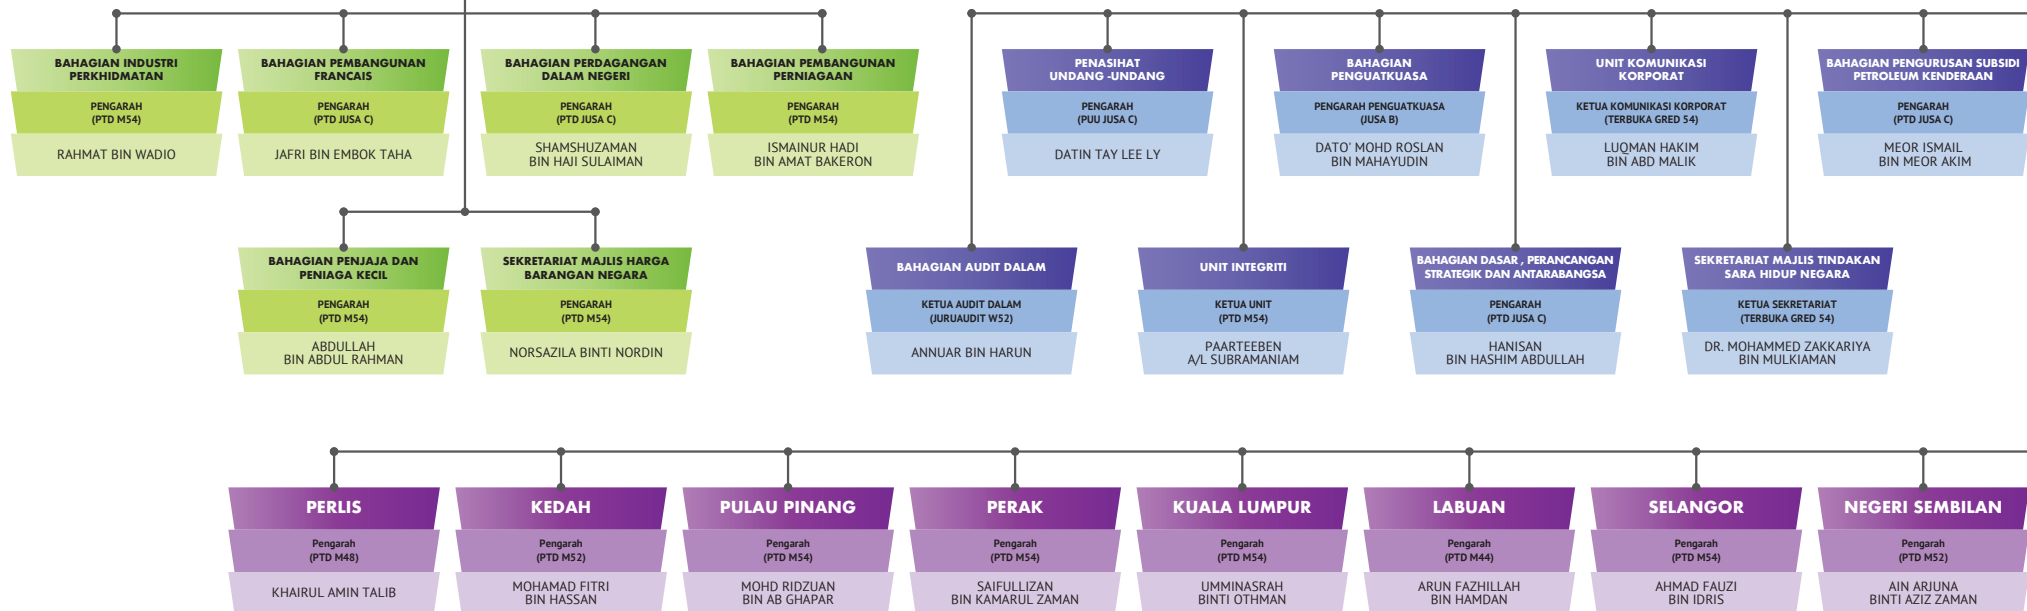 BAHAGIAN INDUSTRI
PERKHIDMATAN
PENGARAH
(PTD M54)
RAHMAT BIN WADIO
BAHAGIAN PEMBANGUNAN
FRANCAIS
PENGARAH
(PTD JUSA C)
JAFRI BIN EMBOK TAHA
BAHAGIAN PERDAGANGAN
DALAM NEGERI
PENGARAH
(PTD JUSA C)
SHAMSHUZAMAN
BIN HAJI SULAIMAN
BAHAGIAN PEMBANGUNAN
PERNIAGAAN
PENGARAH
(PTD M54)
ISMAINUR HADI
BIN AMAT BAKERON
PENASIHAT
UNDANG -UNDANG
PENGARAH
(PUU JUSA C)
DATIN TAY LEE LY
BAHAGIAN
PENGUATKUASA
PENGARAH PENGUATKUASA
(JUSA B)
DATO' MOHD ROSLAN
BIN MAHAYUDIN
UNIT KOMUNIKASI
KORPORAT
KETUA KOMUNIKASI KORPORAT
(TERBUKA GRED 54)
LUQMAN HAKIM
BIN ABD MALIK
BAHAGIAN PENGURUSAN SUBSIDI
PETROLEUM KENDERAAN
PENGARAH
(PTD JUSA C)
MEOR ISMAIL
BIN MEOR AKIM
BAHAGIAN PENJAJA DAN
PENIAGA KECIL
PENGARAH
(PTD M54)
ABDULLAH
BIN ABDUL RAHMAN
SEKRETARIAT MAJLIS HARGA
BARANGAN NEGARA
PENGARAH
(PTD M54)
NORSAZILA BINTI NORDIN
BAHAGIAN AUDIT DALAM
KETUA AUDIT DALAM
(JURUAUDIT W52)
ANNUAR BIN HARUN
UNIT INTEGRITI
KETUA UNIT
(PTD M54)
PAARTEEBEN
A/L SUBRAMANIAM
BAHAGIAN DASAR , PERANCANGAN
STRATEGIK DAN ANTARABANGSA
PENGARAH
(PTD JUSA C)
HANISAN
BIN HASHIM ABDULLAH
SEKRETARIAT MAJLIS TINDAKAN
SARA HIDUP NEGARA
KETUA SEKRETARIAT
(TERBUKA GRED 54)
DR. MOHAMMED ZAKKARIYA
BIN MULKIAMAN
PERLIS
Pengarah
(PTD M48)
KHAIRUL AMIN TALIB
KEDAH
Pengarah
(PTD M52)
MOHAMAD FITRI
BIN HASSAN
PULAU PINANG
Pengarah
(PTD M54)
MOHD RIDZUAN
BIN AB GHAPAR
PERAK
Pengarah
(PTD M54)
SAIFULLIZAN
BIN KAMARUL ZAMAN
KUALA LUMPUR
Pengarah
(PTD M54)
UMMINASRAH
BINTI OTHMAN
LABUAN
Pengarah
(PTD M44)
ARUN FAZHILLAH
BIN HAMDAN
SELANGOR
Pengarah
(PTD M54)
AHMAD FAUZI
BIN IDRIS
NEGERI SEMBILAN
Pengarah
(PTD M52)
AIN ARJUNA
BINTI AZIZ ZAMAN